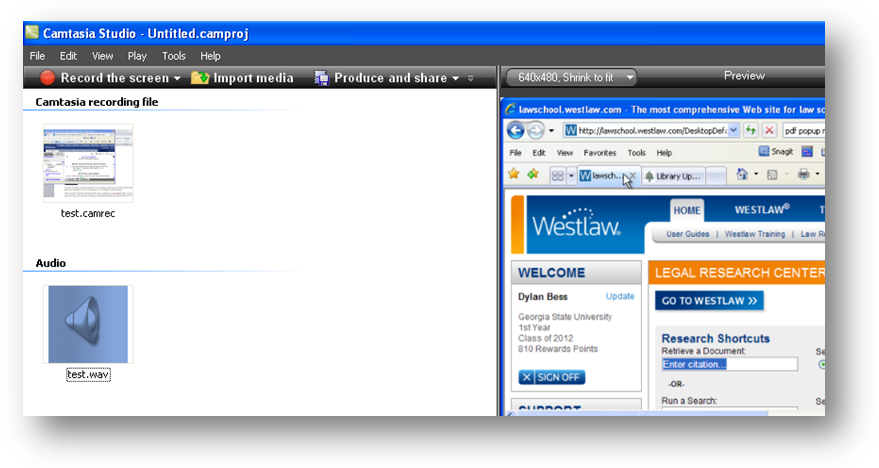 Camtasia Studio - Untitled.camproj
File Edit View Play Tools Help
Record the screen Import media Produce and share
Camtasia recording file
test.camrec
Audio
test.wav
640x480, Shrink to fit Preview
lawschool.westlaw.com - The most comprehensive Web site for law sc
http://lawschool.westlaw.com/DesktopDefa pdf popup
File Edit View Favorites Tools Help Snagit
lawsch... Library Up...
Westlaw.
HOME WESTLAW®
User Guides | Westlaw Training | Law R
WELCOME
Dylan Bess Update
Georgia State University
1st Year
Class of 2012
810 Rewards Points
SIGN OFF
SUPPORT
LEGAL RESEARCH CENTER
GO TO WESTLAW >>
Research Shortcuts
Retrieve a Document: Se
Enter citation...
-OR-
Run a Search: Se